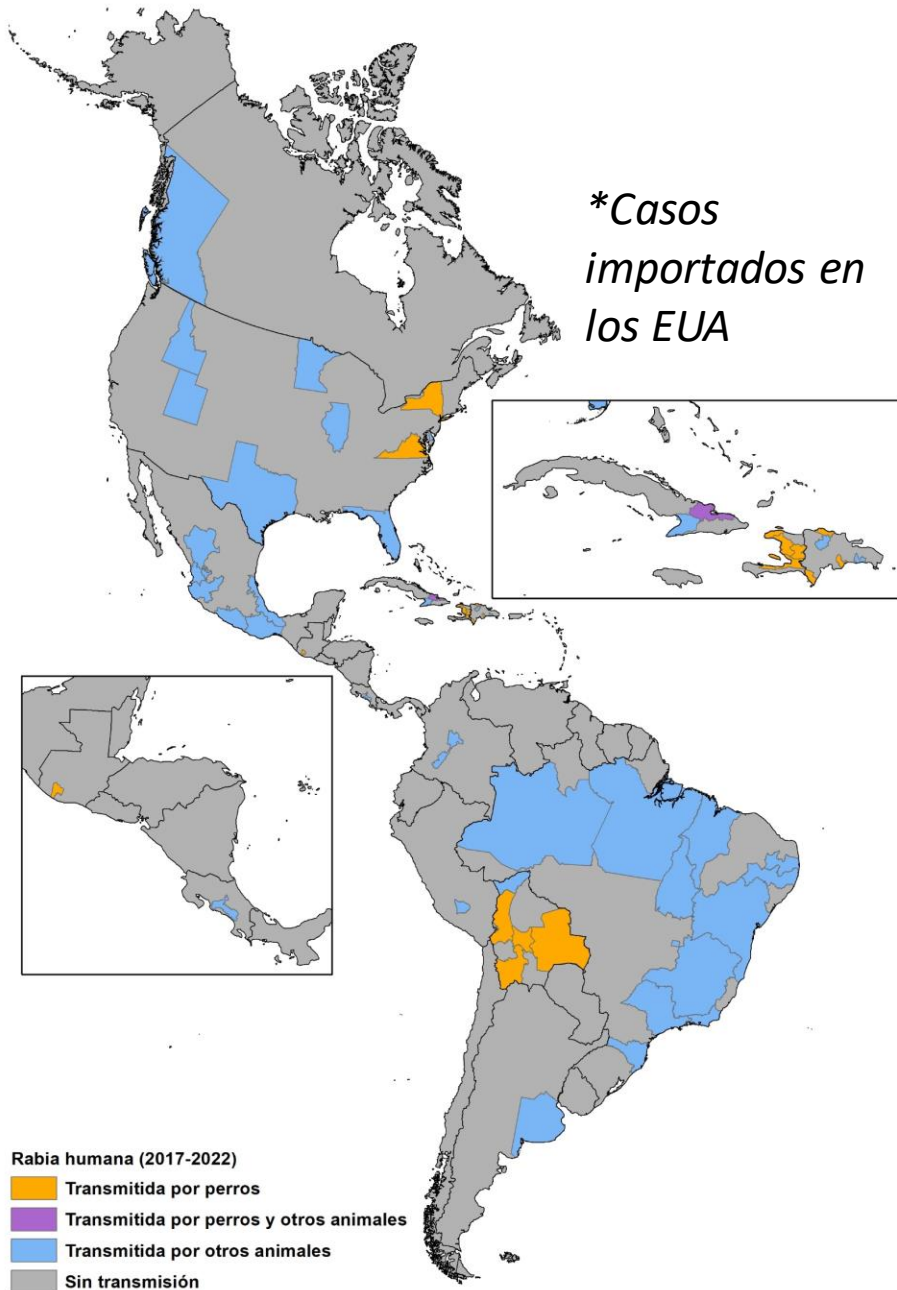 *Casos
importados en
los EUA
Rabia humana (2017-2022)
Transmitida por perros
Transmitida por perros y otros animales
Transmitida por otros animales
Sin transmisión